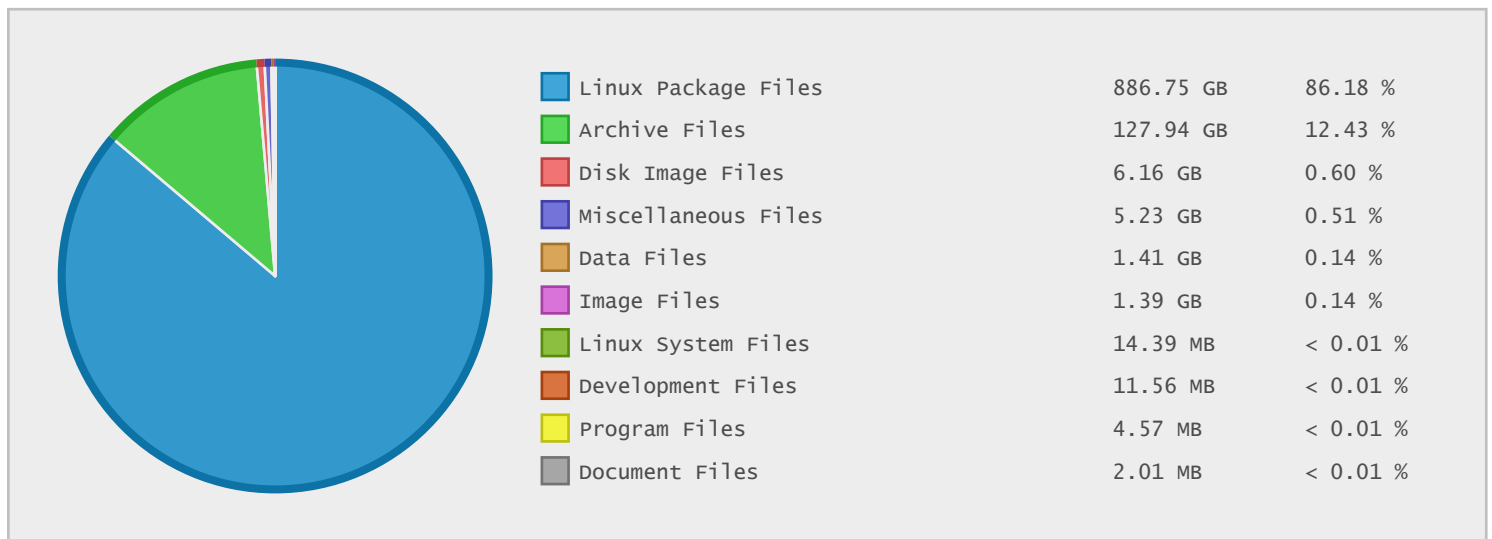 Linux Package Files 886.75 GB 86.18 %
Archive Files 127.94 GB 12.43 %
Disk Image Files 6.16 GB 0.60 %
Miscellaneous Files 5.23 GB 0.51 %
Data Files 1.41 GB 0.14 %
Image Files 1.39 GB 0.14 %
Linux System Files 14.39 MB < 0.01 %
Development Files 11.56 MB < 0.01 %
Program Files 4.57 MB < 0.01 %
Document Files 2.01 MB < 0.01 %